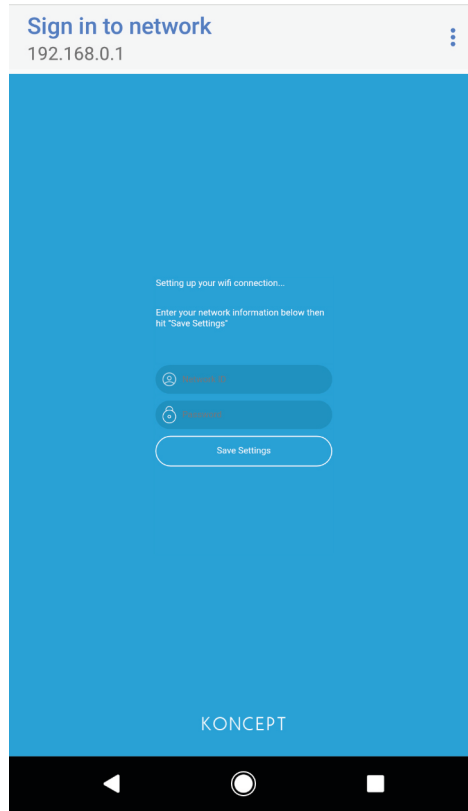 Sign in to network
192.168.0.1
Setting up your wifi connection...
Enter your network information below then
hit "Save Settings"
Save Settings
KONCEPT